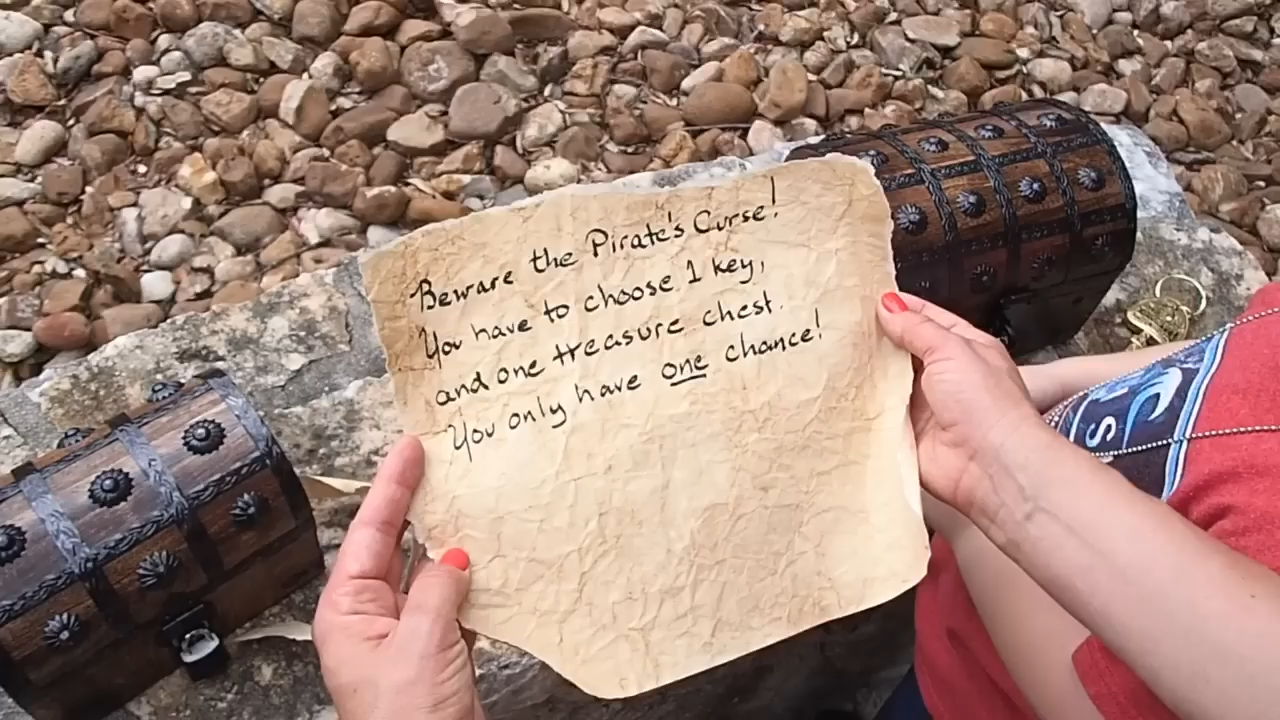 Beware the Pirate's Curse!
You have to choose 1 key,
and one treasure chest.
You only have one chance!